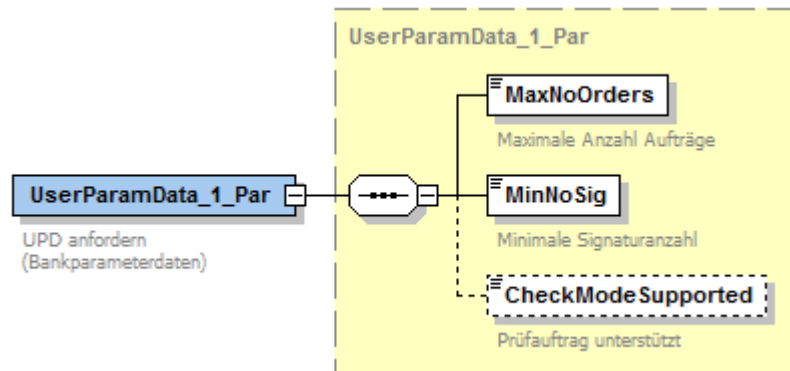 UserParamData_1_Par
MaxNoOrders
Maximale Anzahl Aufträge
UserParamData_1_Par
MinNoSig
UPD anfordern
(Bankparameterdaten)
Minimale Signaturanzahl
CheckModeSupported
Prüfauftrag unterstützt